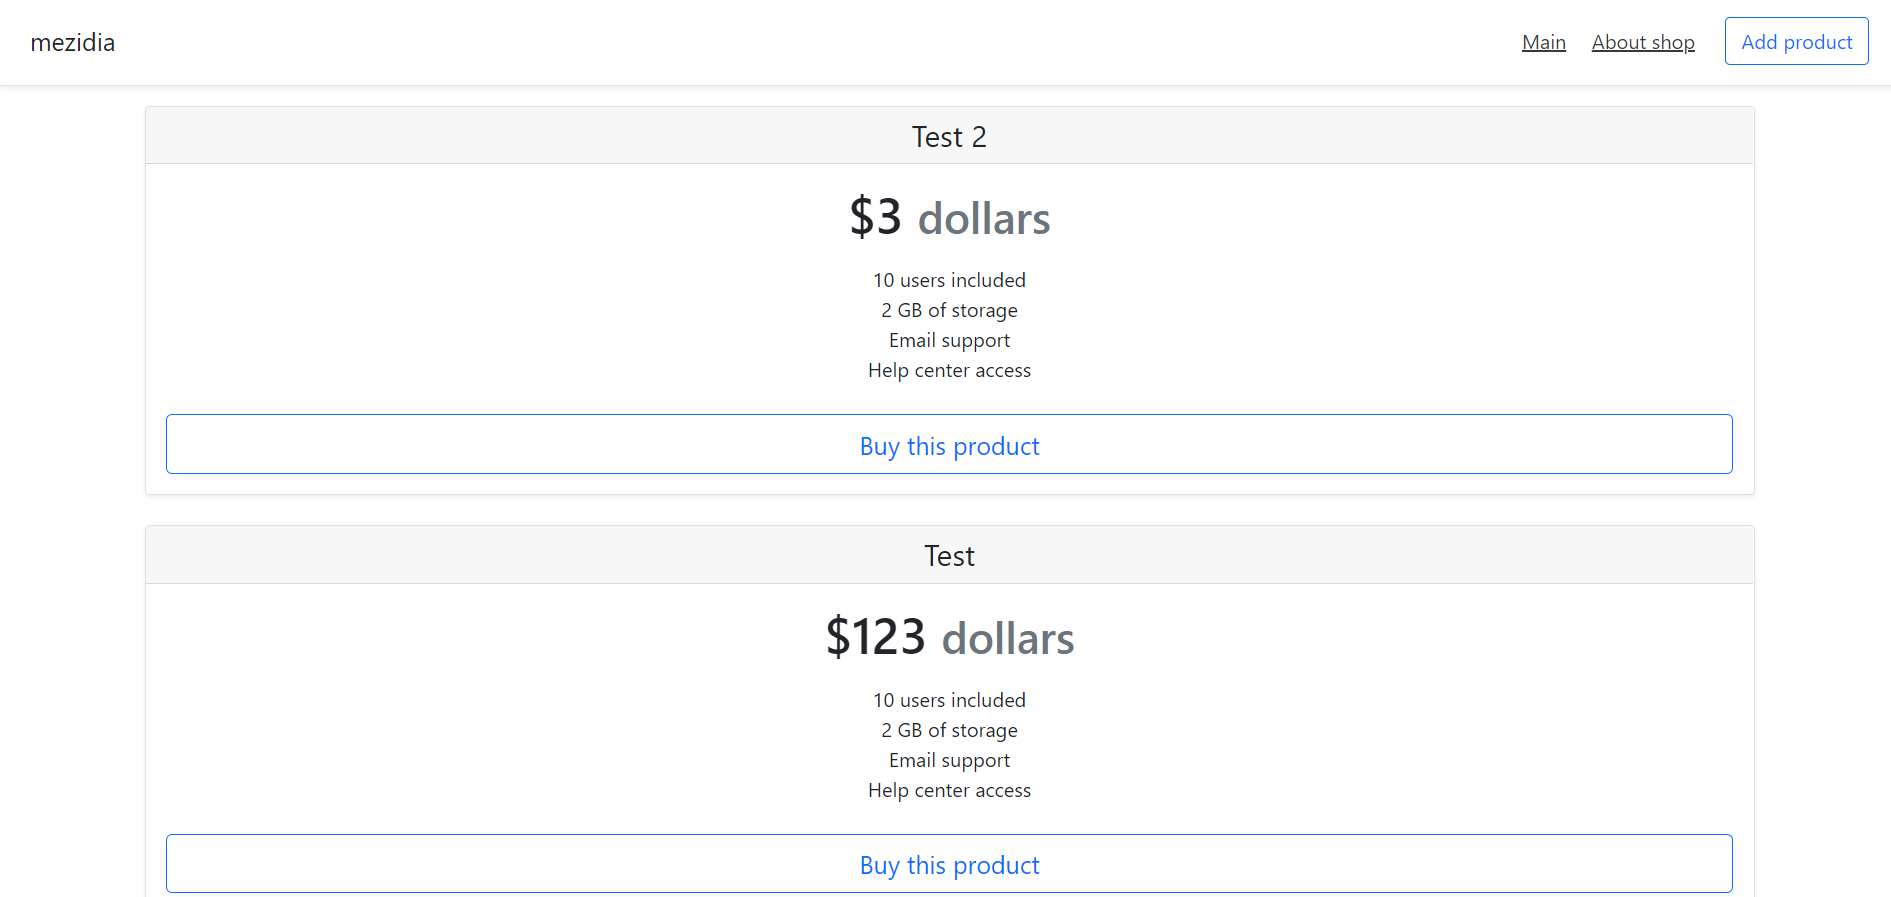 mezidia
Main About shop Add product
Test 2
$3 dollars
10 users included
2 GB of storage
Email support
Help center access
Buy this product
Test
$123 dollars
10 users included
2 GB of storage
Email support
Help center access
Buy this product